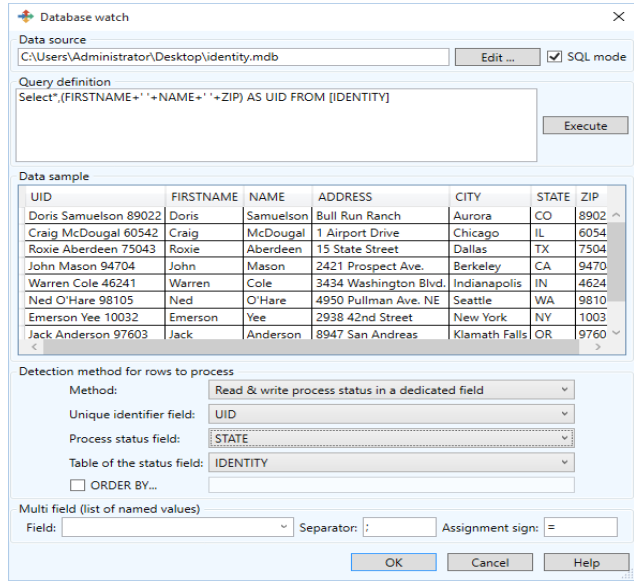 Database watch
Data source
C:\Users\Administrator\Desktop\identity.mdb Edit ... SQL mode
Query definition
Select*,(FIRSTNAME+' '+NAME+' '+ZIP) AS UID FROM [IDENTITY]
Execute
Data sample
UID FIRSTNAME NAME ADDRESS CITY STATE ZIP
Doris Samuelson 89022 Doris Samuelson Bull Run Ranch Aurora CO 8902
Craig McDougal 60542 Craig McDougal 1 Airport Drive Chicago IL 6054
Roxie Aberdeen 75043 Roxie Aberdeen 15 State Street Dallas TX 7504
John Mason 94704 John Mason 2421 Prospect Ave. Berkeley CA 9470
Warren Cole 46241 Warren Cole 3434 Washington Blvd. Indianapolis IN 4624
Ned O'Hare 98105 Ned O'Hare 4950 Pullman Ave. NE Seattle WA 9810
Emerson Yee 10032 Emerson Yee 2938 42nd Street New York NY 1003
Jack Anderson 97603 Jack Anderson 8947 San Andreas Klamath Falls OR 9760
Detection method for rows to process
Method: Read & write process status in a dedicated field
Unique identifier field: UID
Process status field: STATE
Table of the status field: IDENTITY
ORDER BY...
Multi field (list of named values)
Field: Separator: ; Assignment sign: =
OK Cancel Help